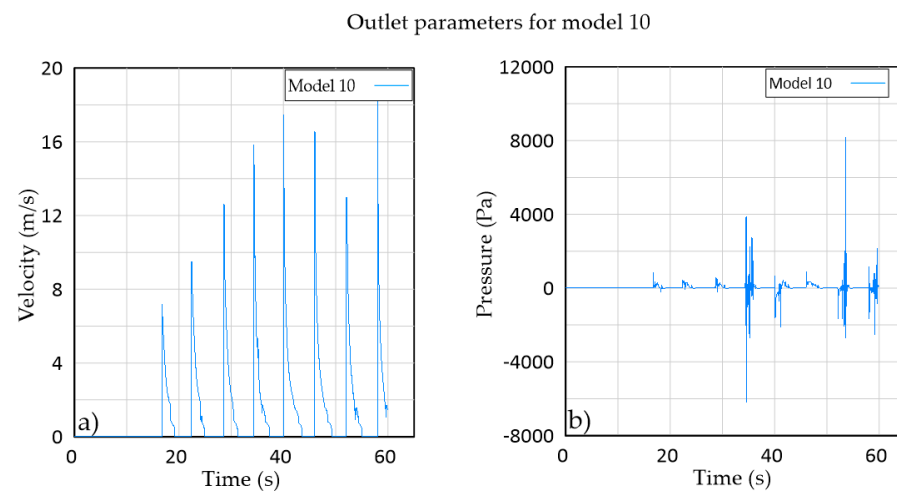 Outlet parameters for model 10
20
16
12
8
4
0
Velocity (m/s)
Model 10
a)
0
20
40
60
Time (s)
12000
8000
4000
0
-4000
-8000
Pressure (Pa)
Model 10
b)
0
20
40
60
Time (s)